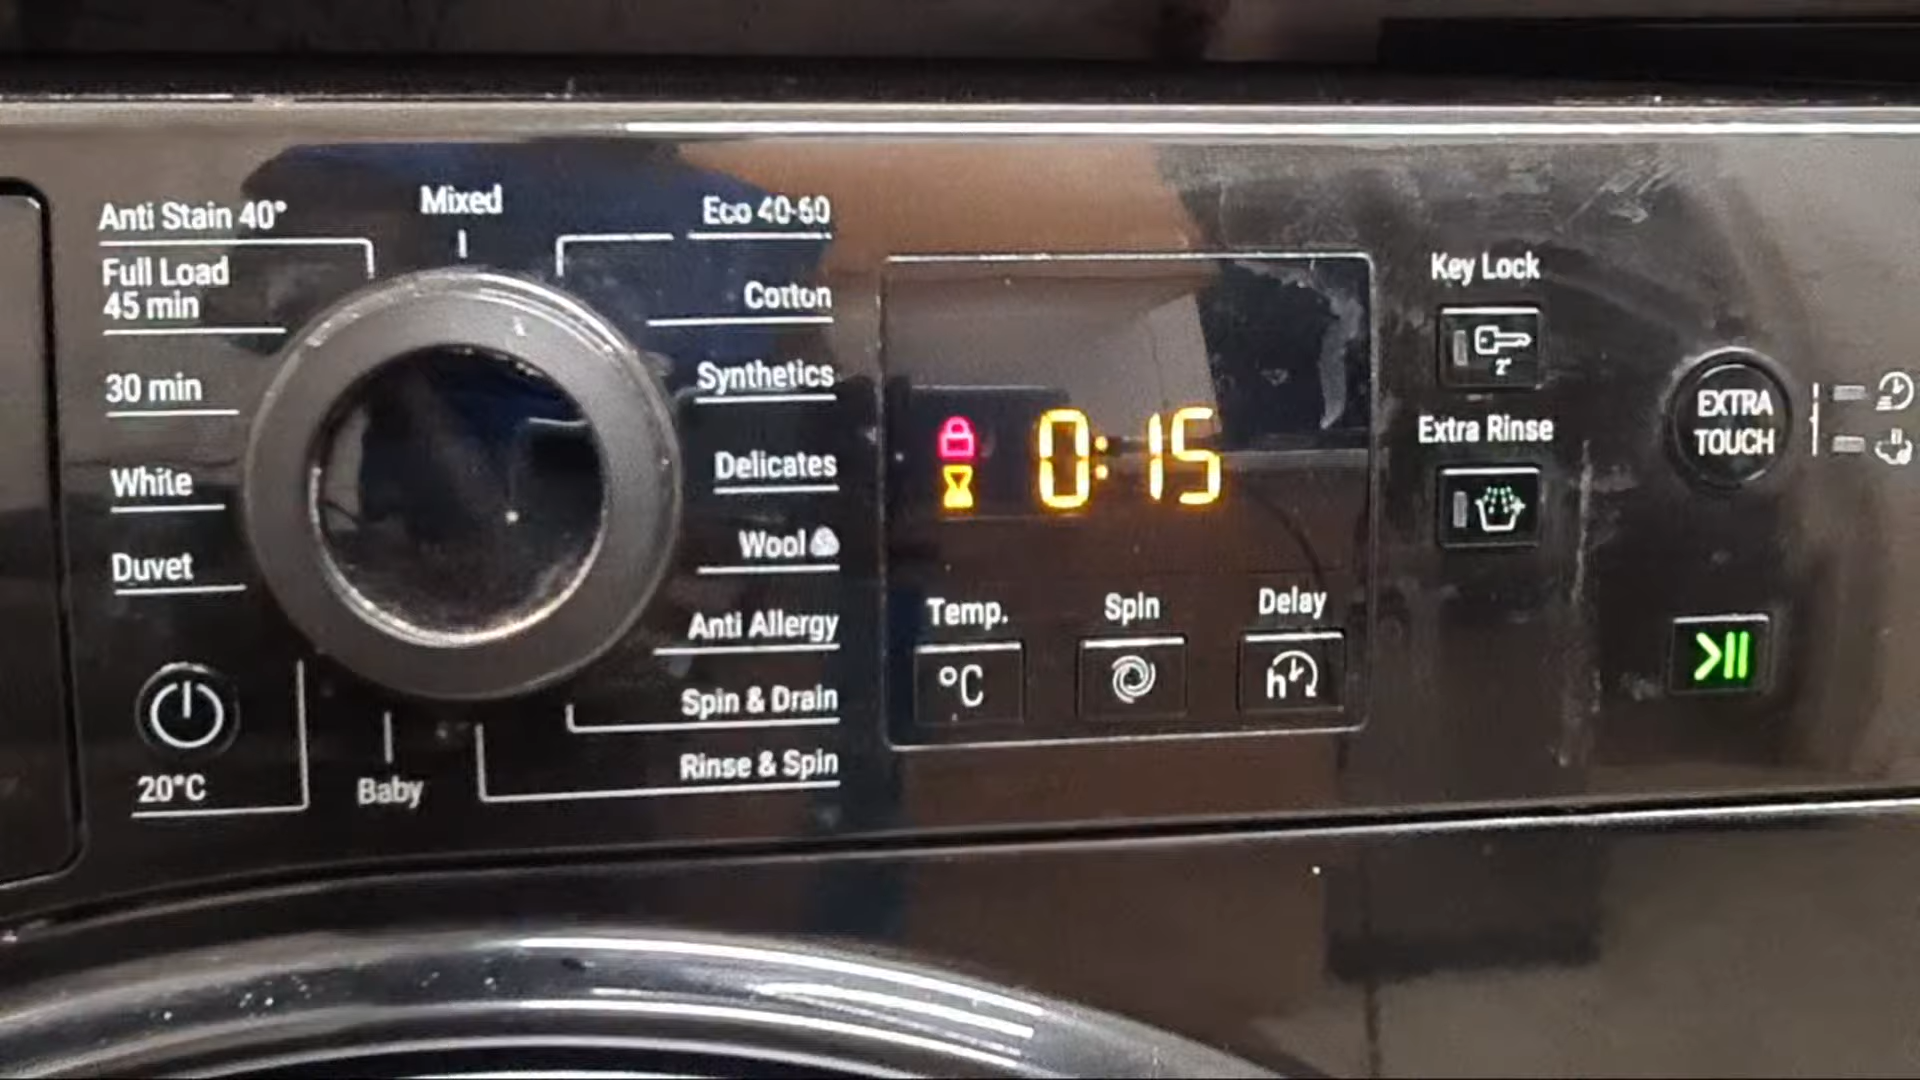 Anti Stain 40°
Mixed
Eco 40-60
Full Load
45 min
Cotton
30 min
Synthetics
White
Delicates
Duvet
Wool
Anti Allergy
Spin & Drain
20°C
Baby
Rinse & Spin
0:15
Temp.
Spin
Delay
°C
h
Key Lock
Extra Rinse
EXTRA
TOUCH